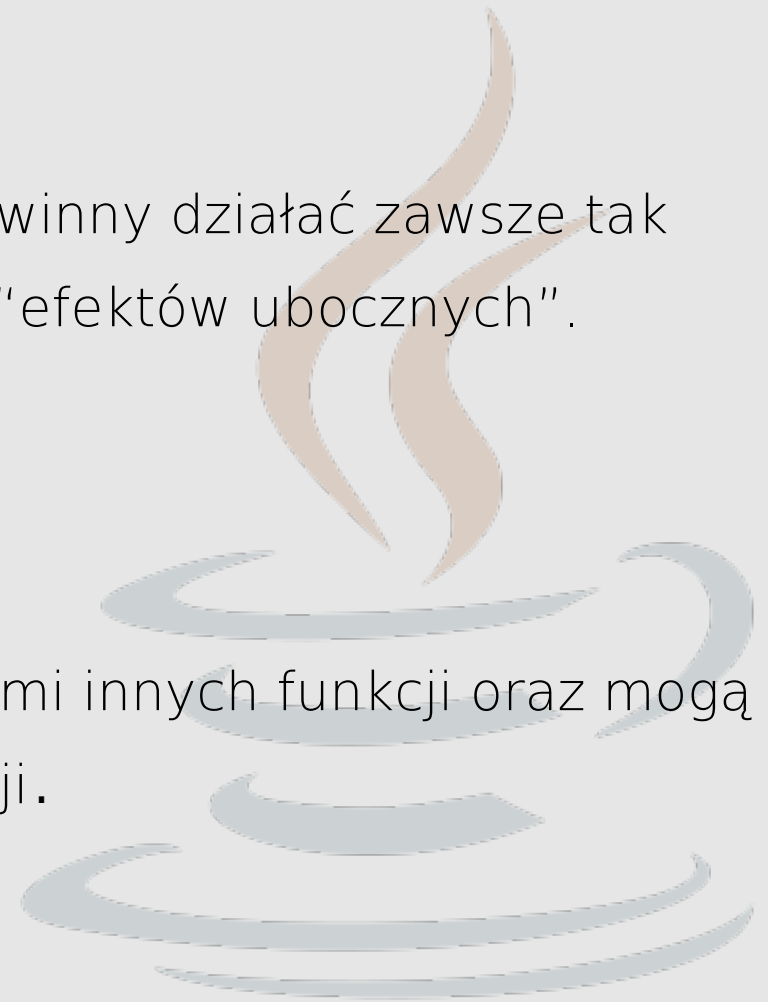 winny działać zawsze tak
“efektów ubocznych”.
mi innych funkcji oraz mogą
ji.